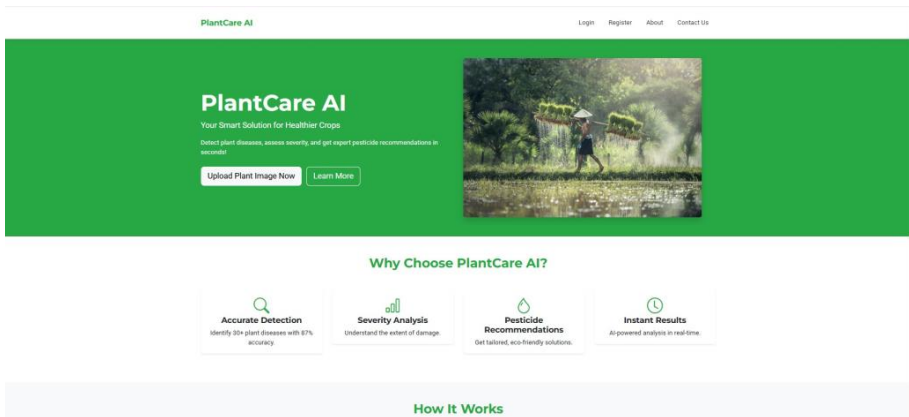 PlantCare AI
Login Register About Contact Us
PlantCare AI
Your Smart Solution for Healthier Crops
Detect plant diseases, assess severity, and get expert pesticide recommendations in
seconds!
Upload Plant Image Now Learn More
Why Choose PlantCare AI?
Accurate Detection
Identify 30+ plant diseases with 87%
accuracy.
Severity Analysis
Understand the extent of damage.
Pesticide
Recommendations
Get tailored, eco-friendly solutions.
Instant Results
AI-powered analysis in real-time.
How It Works